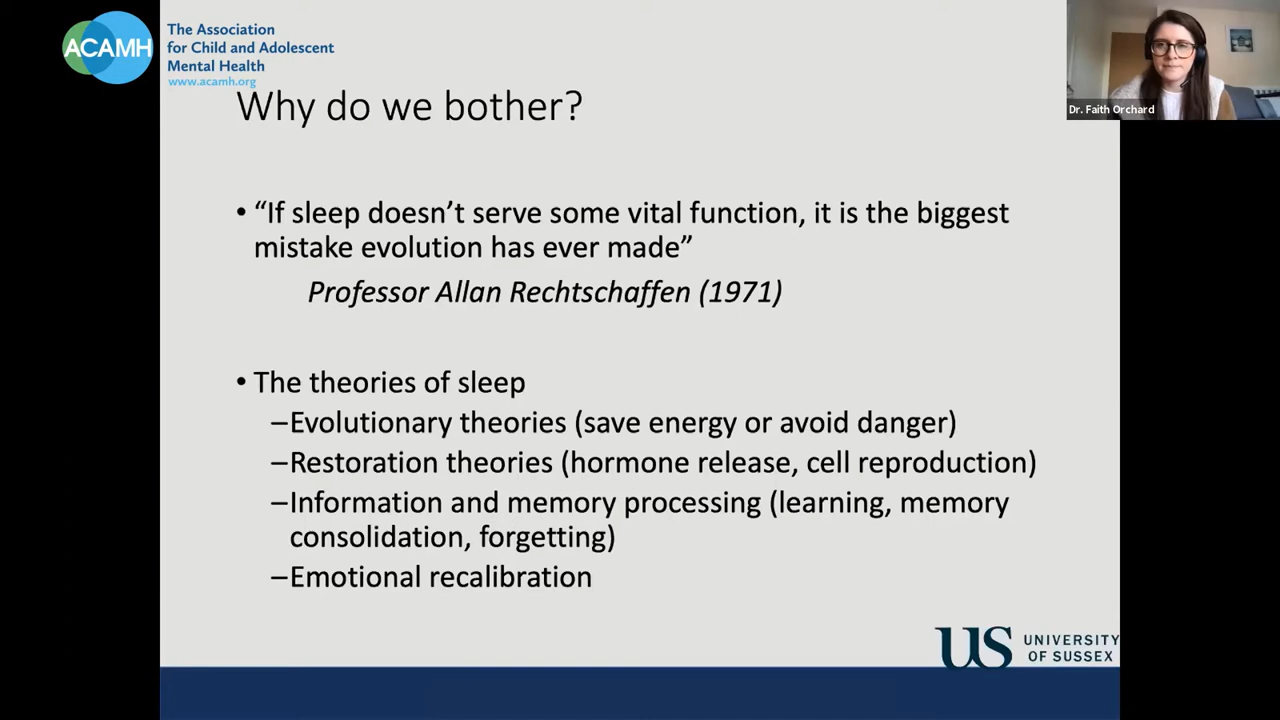 ACAMH
The Association
for Child and Adolescent
Mental Health
www.acamh.org
Dr. Faith Orchard
Why do we bother?
• “If sleep doesn’t serve some vital function, it is the biggest
mistake evolution has ever made”
Professor Allan Rechtschaffen (1971)
• The theories of sleep
–Evolutionary theories (save energy or avoid danger)
–Restoration theories (hormone release, cell reproduction)
–Information and memory processing (learning, memory
consolidation, forgetting)
–Emotional recalibration
US UNIVERSITY
OF SUSSEX